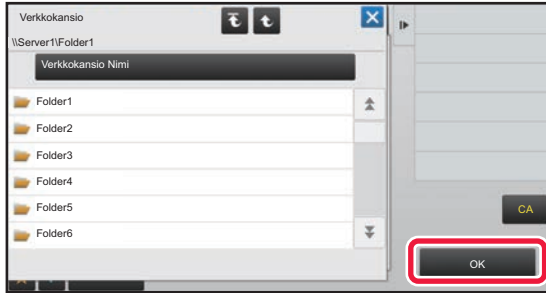 Verkkokansio
\\Server1\Folder1
Verkkokansio Nimi
Folder1
Folder2
Folder3
Folder4
Folder5
Folder6
CA
OK